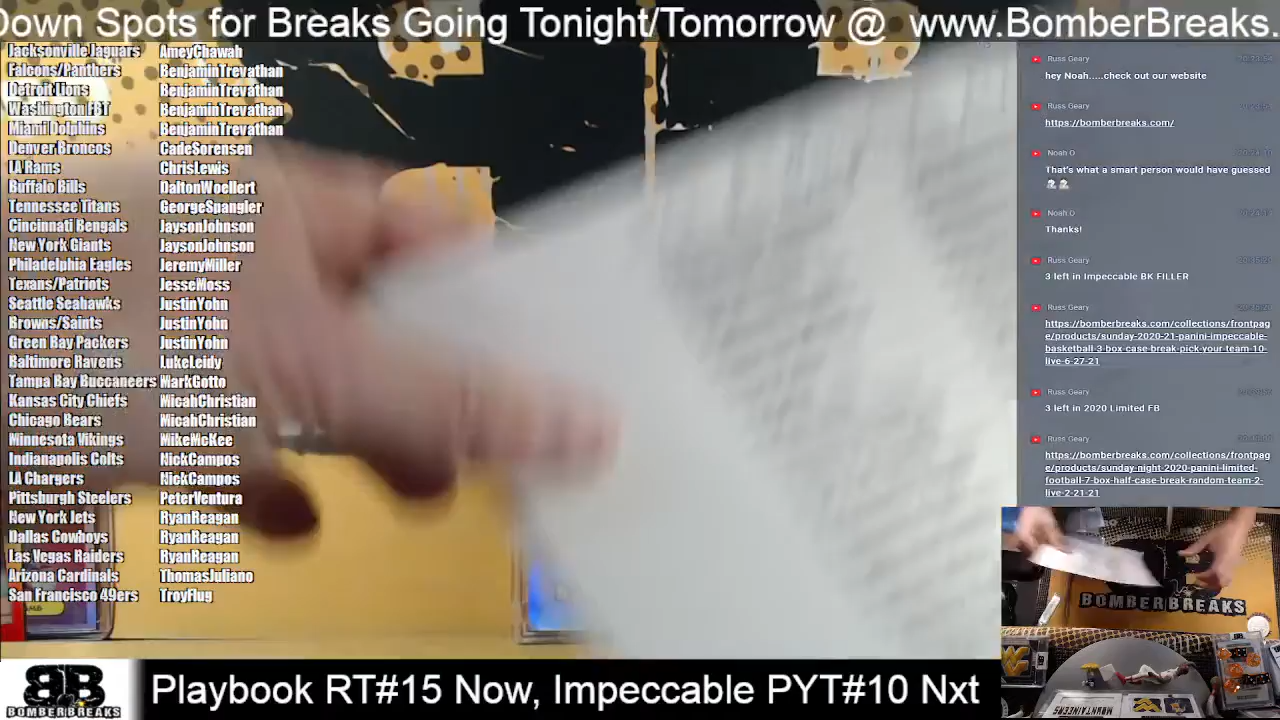 Down Spots for Breaks Going Tonight/Tomorrow @ www.BomberBreaks.
Jacksonville Jaguars AmeyChawah
Falcons/Panthers BenjaminTrevathan
Detroit Lions BenjaminTrevathan
Washington FBT BenjaminTrevathan
Miami Dolphins BenjaminTrevathan
Denver Broncos CadeSorensen
LA Rams ChrisLewis
Buffalo Bills DaltonWoellert
Tennessee Titans GeorgeSpangler
Cincinnati Bengals JaysonJohnson
New York Giants JaysonJohnson
Philadelphia Eagles JeremyMiller
Texans/Patriots JesseMoss
Seattle Seahawks JustinYohn
Browns/Saints JustinYohn
Green Bay Packers JustinYohn
Baltimore Ravens LukeLeidy
Tampa Bay Buccaneers MarkGotto
Kansas City Chiefs MicahChristian
Chicago Bears MicahChristian
Minnesota Vikings MikeMcKee
Indianapolis Colts NickCampos
LA Chargers NickCampos
Pittsburgh Steelers PeterVentura
New York Jets RyanReagan
Dallas Cowboys RyanReagan
Las Vegas Raiders RyanReagan
Arizona Cardinals ThomasJuliano
San Francisco 49ers TroyFlug
Russ Geary
hey Noah.....check out our website
Russ Geary
https://bomberbreaks.com/
Noah D
That's what a smart person would have guessed
Noah D
Thanks!
Russ Geary
3 left in Impeccable BK FILLER
Russ Geary
https://bomberbreaks.com/collections/frontpag
e/products/sunday-2020-21-panini-impeccable-
basketball-3-box-case-break-pick-your-team-10-
live-6-27-21
Russ Geary
3 left in 2020 Limited FB
Russ Geary
https://bomberbreaks.com/collections/frontpag
e/products/sunday-night-2020-panini-limited-
football-7-box-half-case-break-random-team-2-
live-2-21-21
BOMBERBREAKS
MOUNTAINEERS
BB
BOMBERBREAKS
Playbook RT#15 Now, Impeccable PYT#10 Nxt